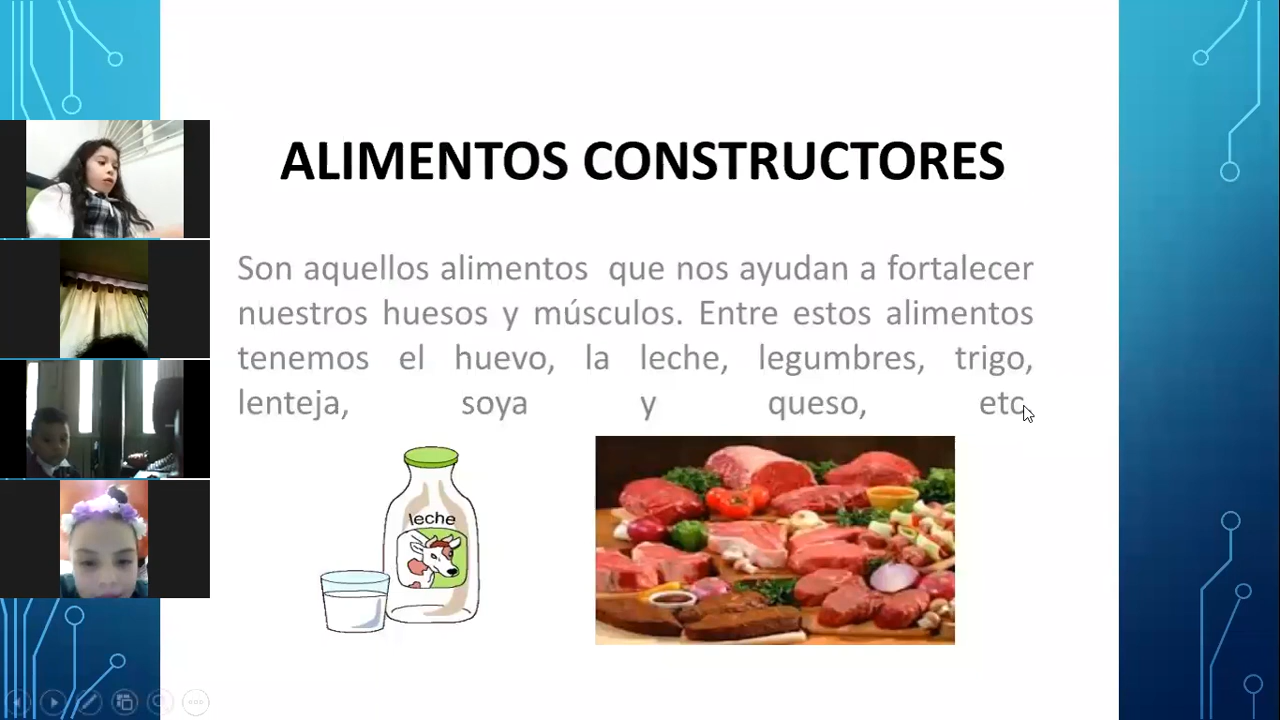 ALIMENTOS CONSTRUCTORES
Son aquellos alimentos que nos ayudan a fortalecer
nuestros huesos y músculos. Entre estos alimentos
tenemos el huevo, la leche, legumbres, trigo,
lenteja, soya y queso, etc
leche